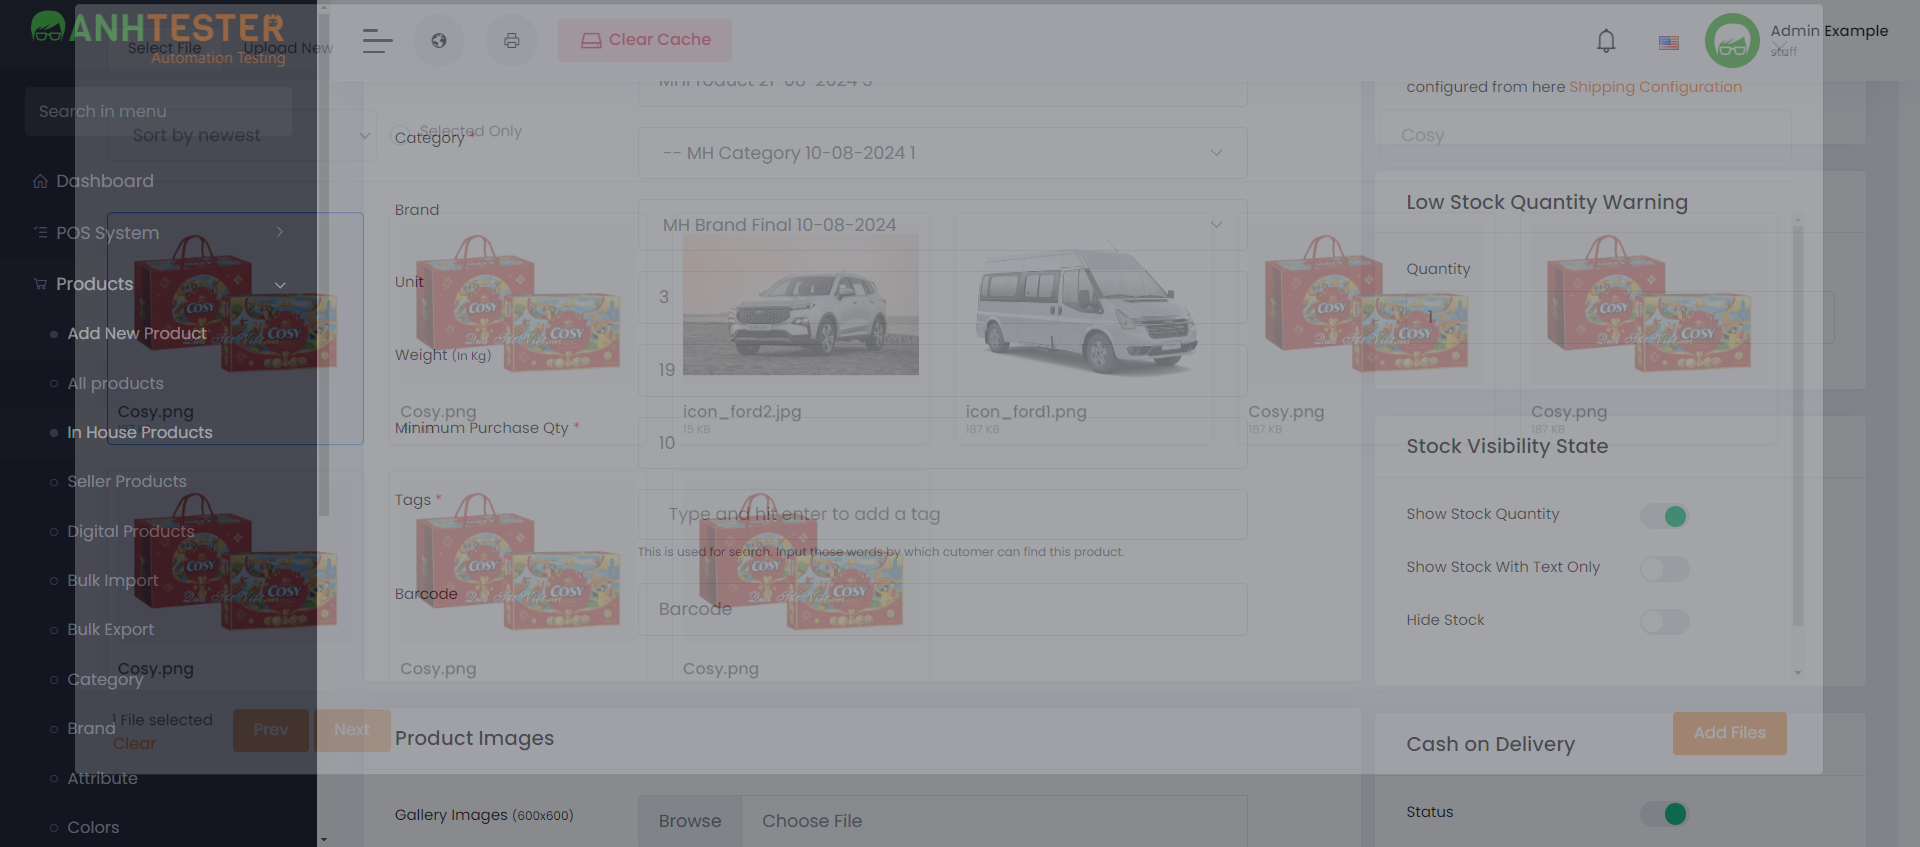 ANHTESTER
Automation Testing
Select File
Upload New
Clear Cache
Admin Example
staff
Search in menu
Sort by newest
Selected Only
Cosy
Dashboard
POS System
Products
Add New Product
All products
In House Products
Seller Products
Digital Products
Bulk Import
Bulk Export
Category
Brand
Attribute
Colors
MHProduct 21-08-2024 3
Category *
-- MH Category 10-08-2024 1
Brand
MH Brand Final 10-08-2024
Unit
3
Weight (In Kg)
19
Minimum Purchase Qty *
10
Tags *
Type and hit enter to add a tag
This is used for search. Input those words by which cutomer can find this product.
Barcode
Barcode
Product Images
Gallery Images (600x600)
Browse
Choose File
configured from here Shipping Configuration
Low Stock Quantity Warning
Quantity
1
Stock Visibility State
Show Stock Quantity
Show Stock With Text Only
Hide Stock
Cash on Delivery
Status
Cosy.png
Cosy.png
icon_ford2.jpg
15 KB
icon_ford1.png
187 KB
Cosy.png
187 KB
Cosy.png
187 KB
Cosy.png
Cosy.png
Cosy.png
1 File selected
Clear
Prev
Next
Add Files